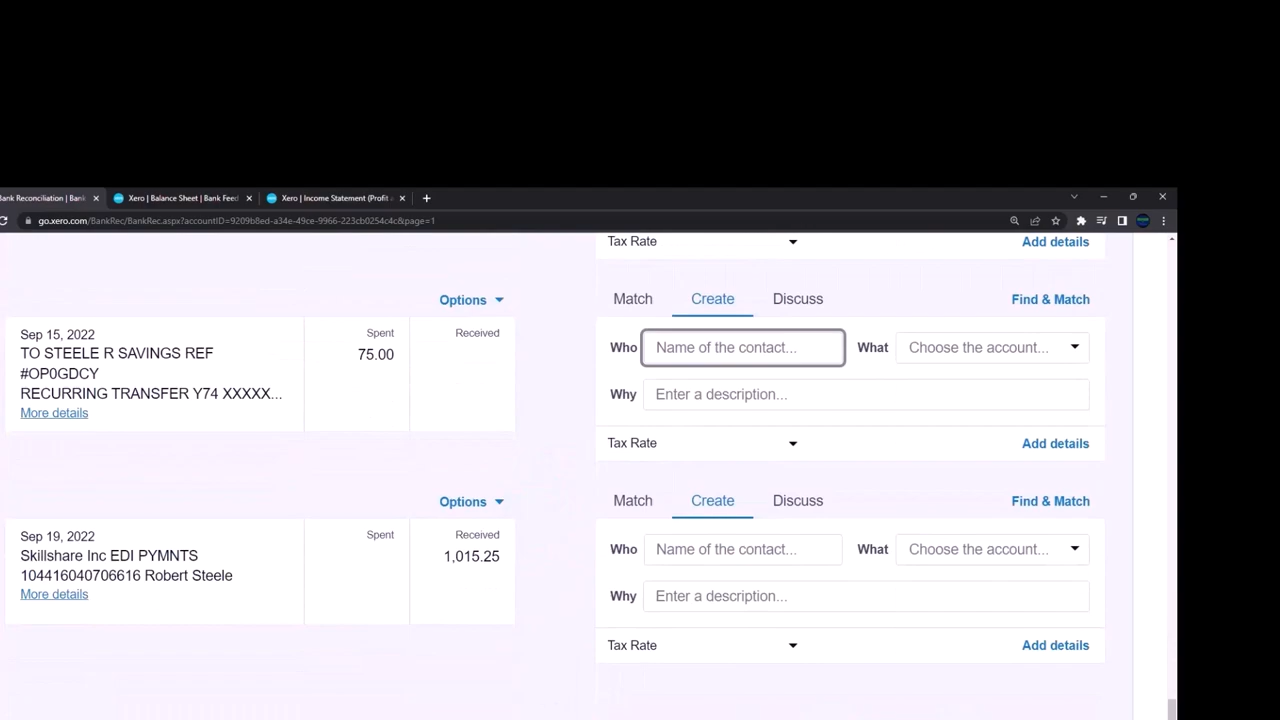 Bank Reconciliation | Bank
Xero | Balance Sheet | Bank Feed
Xero | Income Statement (Profit
go.xero.com/BankRec/BankRec.aspx?accountID=9209b8ed-a34e-49ce-9966-223cb0254c4c&page=1
Tax Rate
Add details
Options
Match
Create
Discuss
Find & Match
Sep 15, 2022
TO STEELE R SAVINGS REF
#OP0GDCY
RECURRING TRANSFER Y74 XXXXX...
More details
Spent
75.00
Received
Who
Name of the contact...
What
Choose the account...
Why
Enter a description...
Tax Rate
Add details
Options
Match
Create
Discuss
Find & Match
Sep 19, 2022
Skillshare Inc EDI PYMNTS
104416040706616 Robert Steele
More details
Spent
Received
1,015.25
Who
Name of the contact...
What
Choose the account...
Why
Enter a description...
Tax Rate
Add details